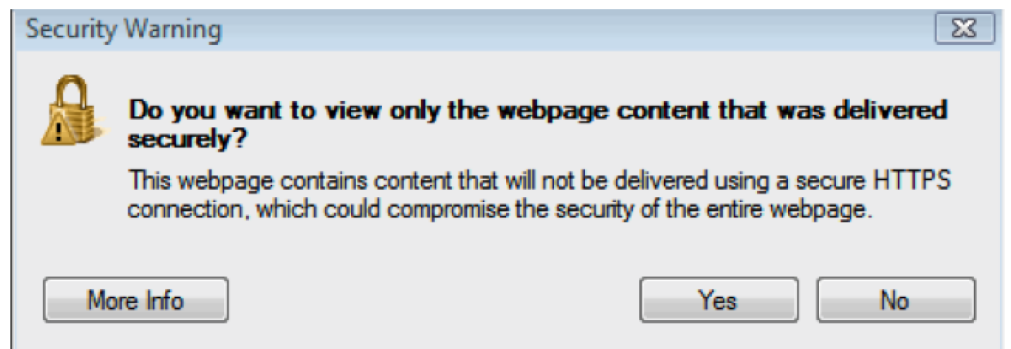 Security Warning
Do you want to view only the webpage content that was delivered
securely?
This webpage contains content that will not be delivered using a secure HTTPS
connection, which could compromise the security of the entire webpage.
More Info
Yes
No